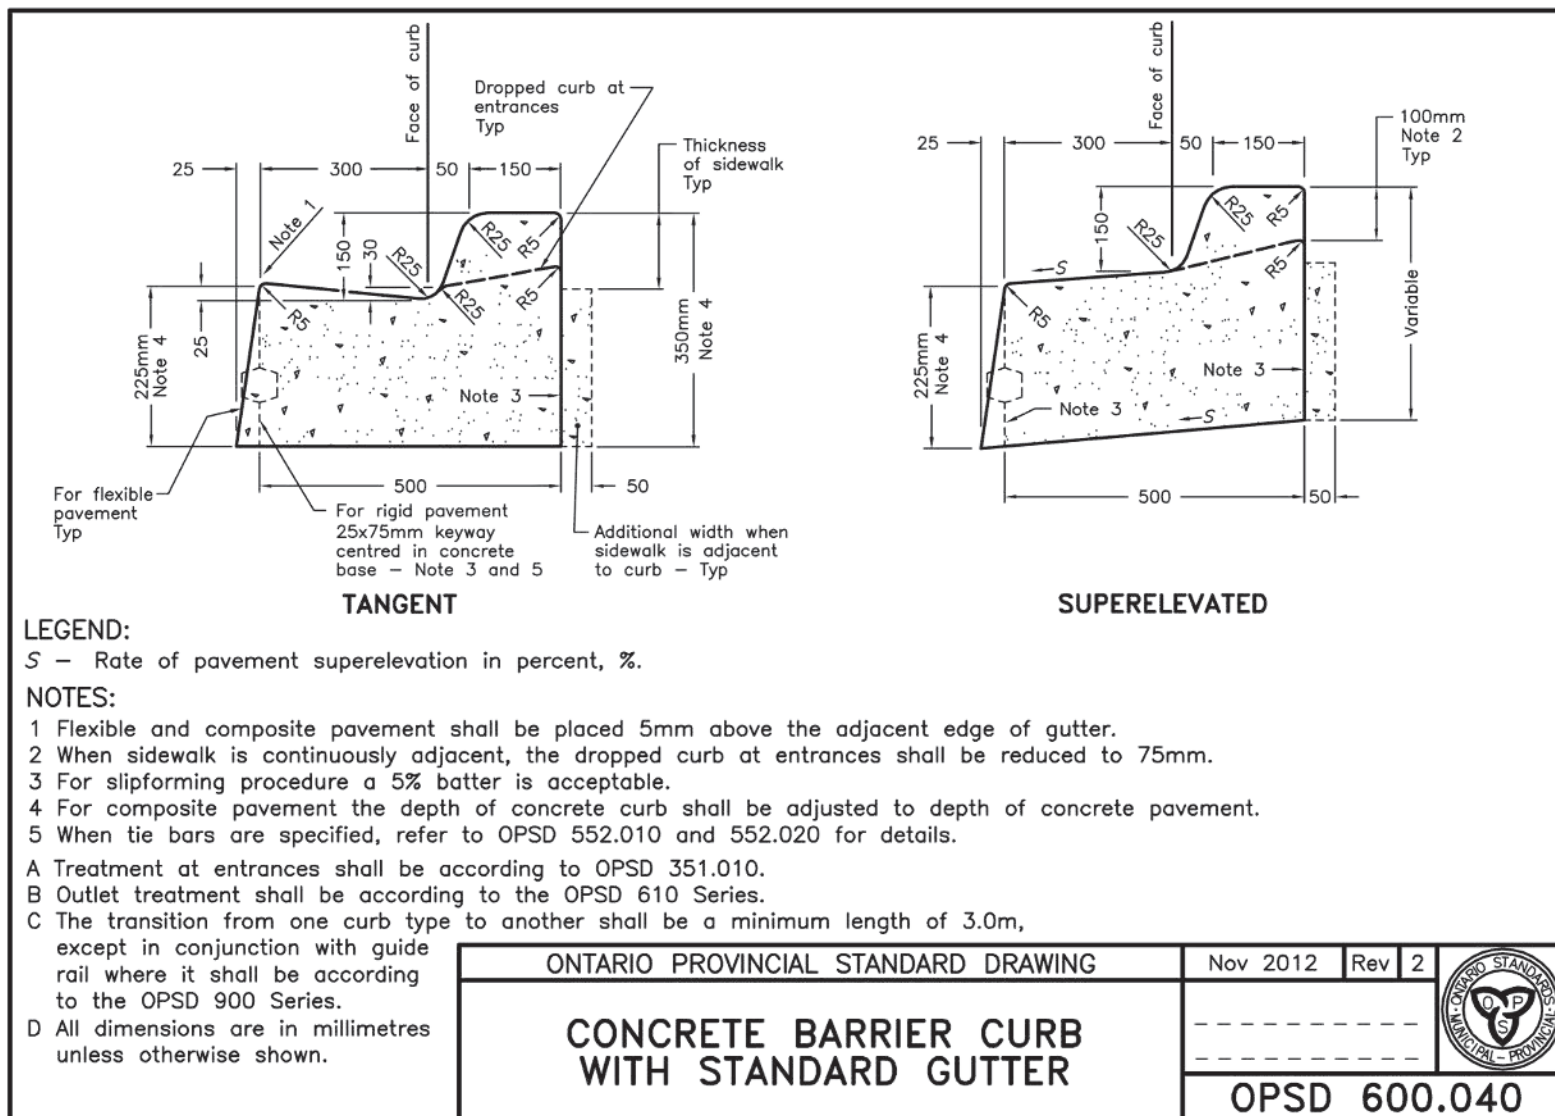 Face of curb
Dropped curb at
entrances
Typ
25
300
50
150
Thickness
of sidewalk
Typ
Note 1
150
30
R25
R25
R5
R5
R25
R5
25
225mm
Note 4
350mm
Note 4
Note 3
500
50
For flexible
pavement
Typ
For rigid pavement
25x75mm keyway
centred in concrete
base – Note 3 and 5
Additional width when
sidewalk is adjacent
to curb – Typ
TANGENT
Face of curb
25
300
50
150
100mm
Note 2
Typ
150
R25
R25
R5
R5
S
R5
225mm
Note 4
Variable
Note 3
Note 3
S
500
50
SUPERELEVATED
LEGEND:
S – Rate of pavement superelevation in percent, %.
NOTES:
1 Flexible and composite pavement shall be placed 5mm above the adjacent edge of gutter.
2 When sidewalk is continuously adjacent, the dropped curb at entrances shall be reduced to 75mm.
3 For slipforming procedure a 5% batter is acceptable.
4 For composite pavement the depth of concrete curb shall be adjusted to depth of concrete pavement.
5 When tie bars are specified, refer to OPSD 552.010 and 552.020 for details.
A Treatment at entrances shall be according to OPSD 351.010.
B Outlet treatment shall be according to the OPSD 610 Series.
C The transition from one curb type to another shall be a minimum length of 3.0m,
except in conjunction with guide
rail where it shall be according
to the OPSD 900 Series.
D All dimensions are in millimetres
unless otherwise shown.
ONTARIO PROVINCIAL STANDARD DRAWING
Nov 2012
Rev
2
CONCRETE BARRIER CURB
WITH STANDARD GUTTER
ONTARIO STANDARDS
MUNICIPAL – PROVINCIAL
O P S
OPSD 600.040